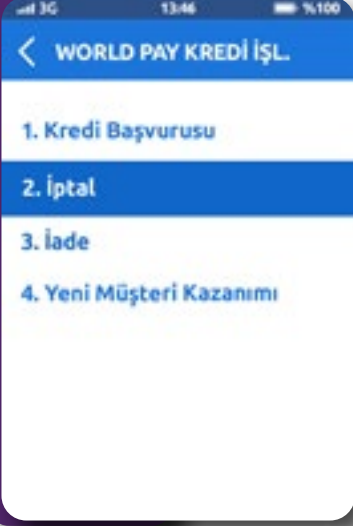 3G 13:46 %100
WORLD PAY KREDİ İŞL.
1. Kredi Başvurusu
2. İptal
3. İade
4. Yeni Müşteri Kazanımı